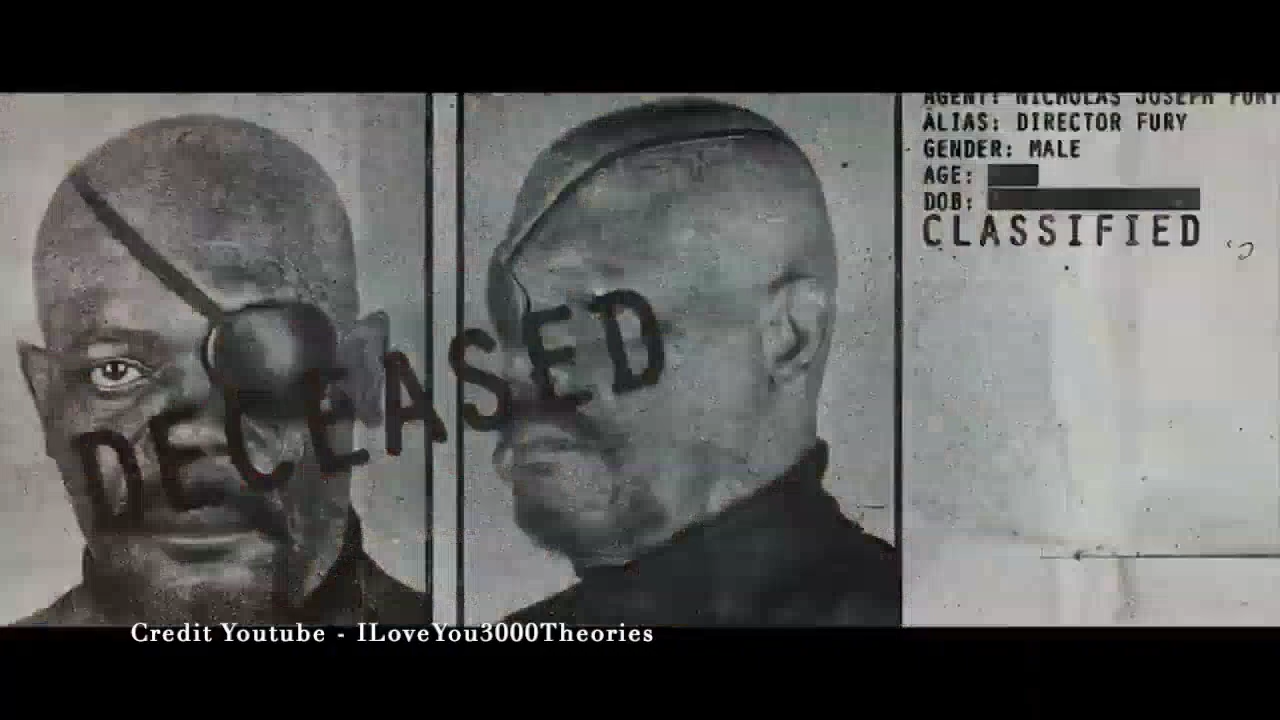 AGENT: NICHOLAS JOSEPH FURY
ALIAS: DIRECTOR FURY
GENDER: MALE
AGE:
DOB:
CLASSIFIED
DECEASED
Credit Youtube - ILoveYou3000Theories